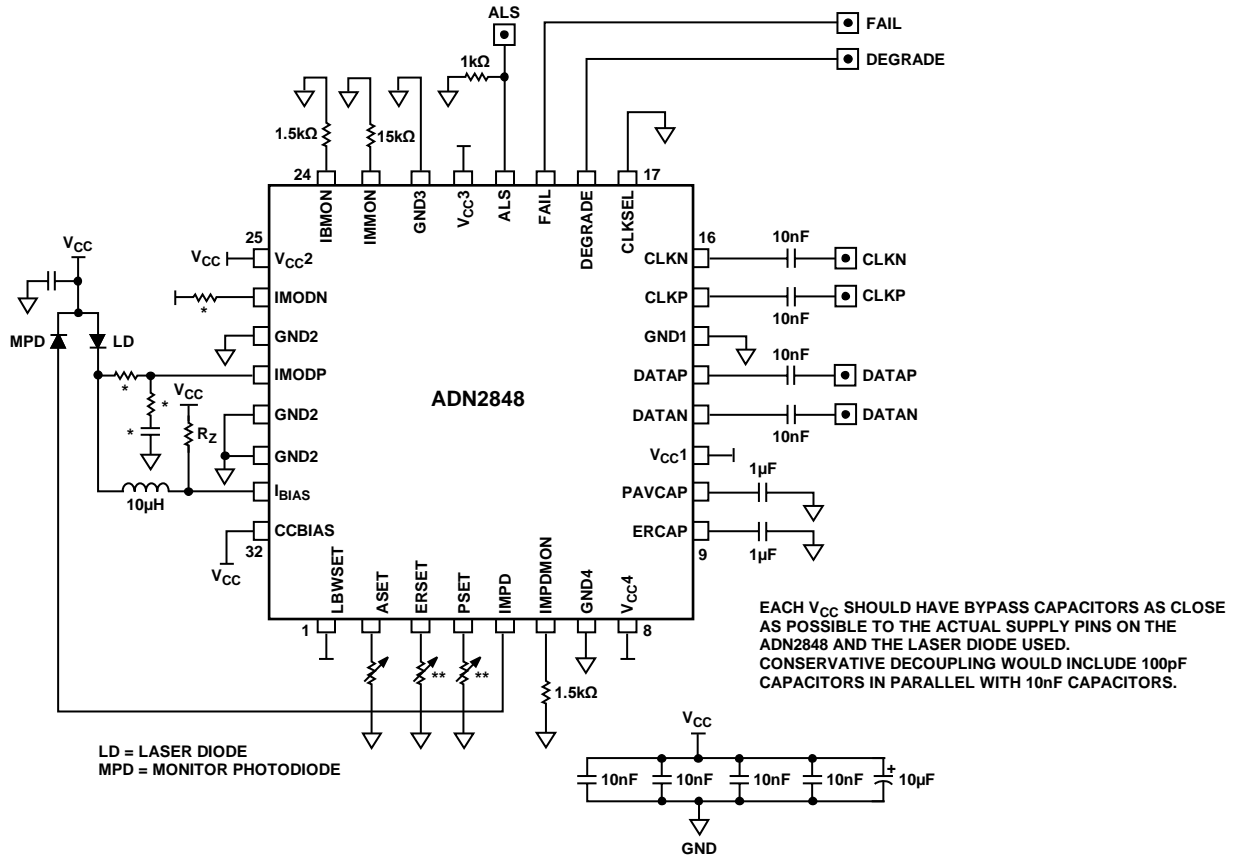 ALS
FAIL
DEGRADE
1kΩ
1.5kΩ
15kΩ
24
17
IBMON
IMMON
GND3
VCC3
ALS
FAIL
DEGRADE
CLKSEL
VCC
25
VCC
VCC2
IMODN
*
GND2
MPD
LD
IMODP
*
VCC
*
*
RZ
GND2
GND2
10µH
IBIAS
CCBIAS
32
VCC
ADN2848
16
CLKN
10nF
CLKN
CLKP
10nF
CLKP
GND1
10nF
DATAP
DATAP
DATAN
10nF
DATAN
VCC1
1µF
PAVCAP
ERCAP
1µF
9
LBWSET
ASET
ERSET
PSET
IMPD
IMPDMON
GND4
VCC4
1
8
**
**
1.5kΩ
EACH VCC SHOULD HAVE BYPASS CAPACITORS AS CLOSE
AS POSSIBLE TO THE ACTUAL SUPPLY PINS ON THE
ADN2848 AND THE LASER DIODE USED.
CONSERVATIVE DECOUPLING WOULD INCLUDE 100pF
CAPACITORS IN PARALLEL WITH 10nF CAPACITORS.
LD = LASER DIODE
MPD = MONITOR PHOTODIODE
VCC
10nF
10nF
10nF
10nF
+
10µF
GND